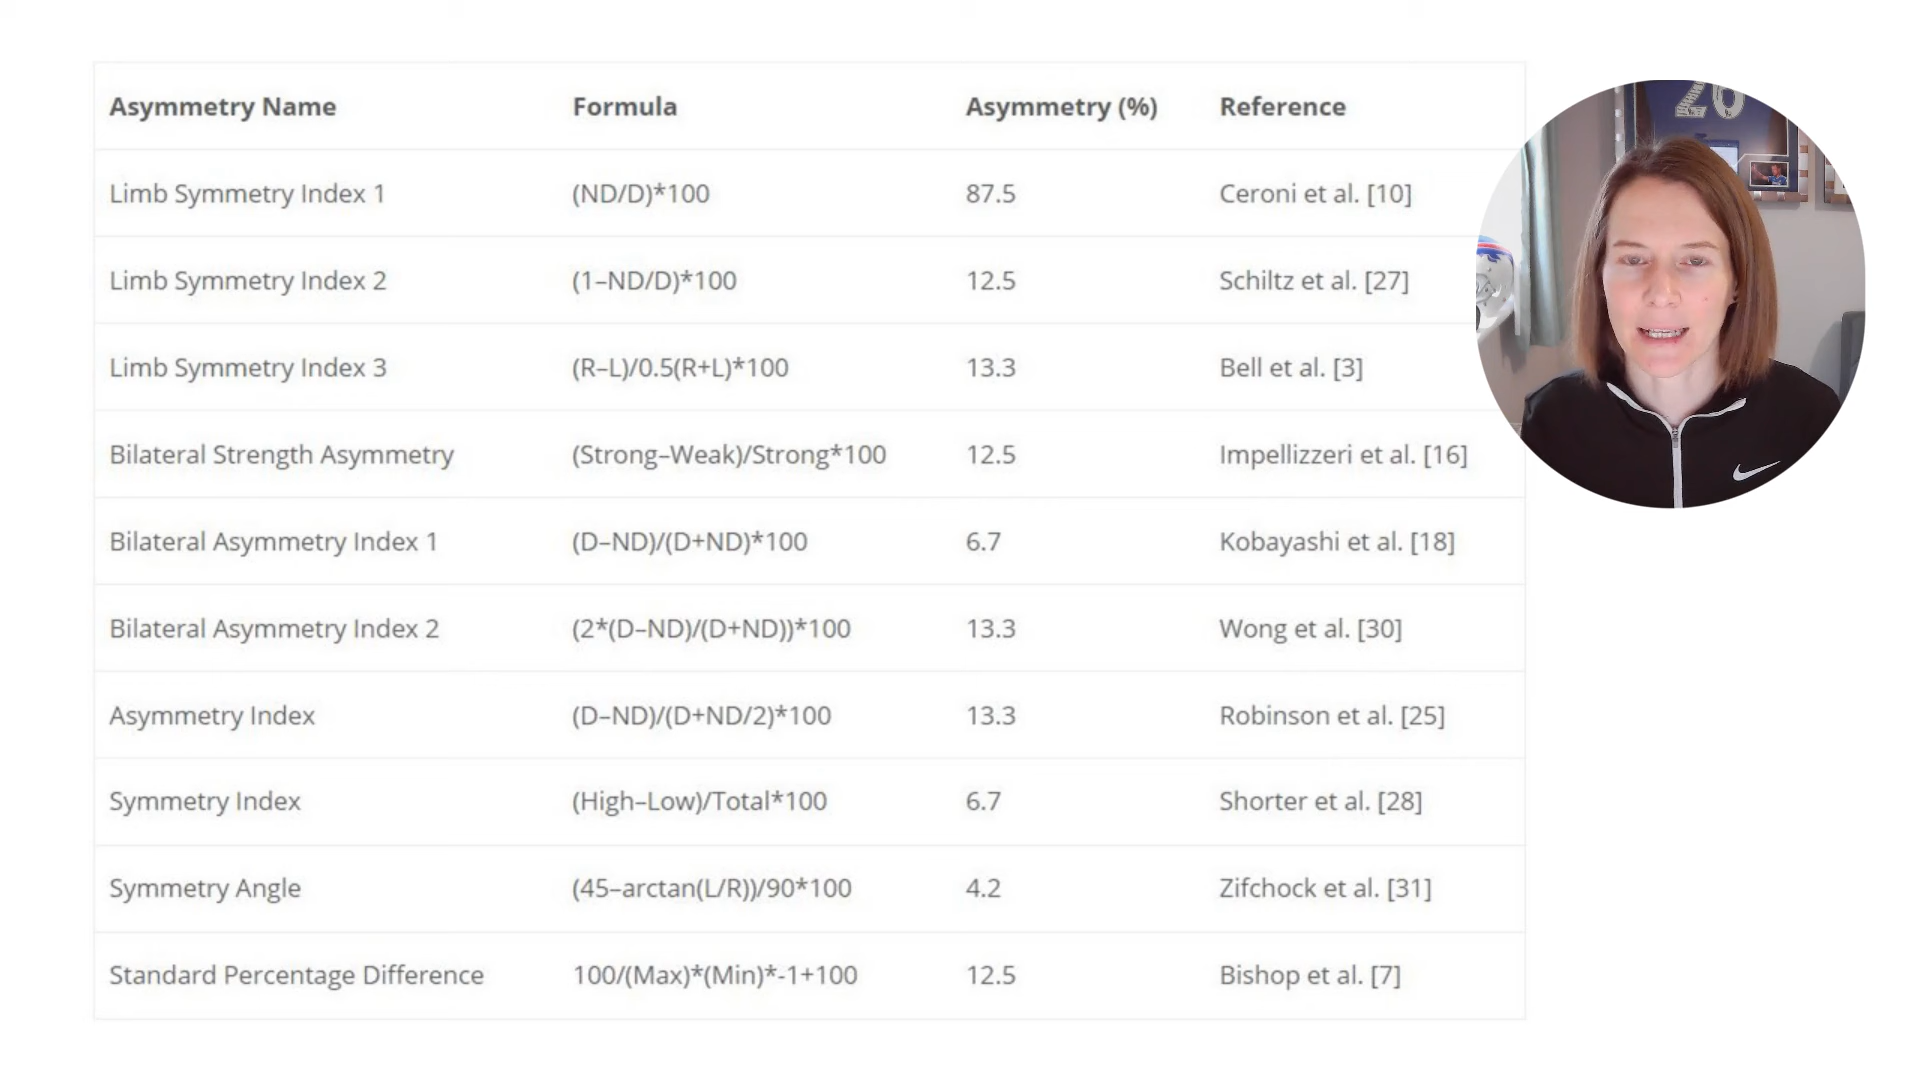 Asymmetry Name Formula Asymmetry (%) Reference
Limb Symmetry Index 1 (ND/D)*100 87.5 Ceroni et al. [10]
Limb Symmetry Index 2 (1–ND/D)*100 12.5 Schiltz et al. [27]
Limb Symmetry Index 3 (R–L)/0.5(R+L)*100 13.3 Bell et al. [3]
Bilateral Strength Asymmetry (Strong–Weak)/Strong*100 12.5 Impellizzeri et al. [16]
Bilateral Asymmetry Index 1 (D–ND)/(D+ND)*100 6.7 Kobayashi et al. [18]
Bilateral Asymmetry Index 2 (2*(D–ND)/(D+ND))*100 13.3 Wong et al. [30]
Asymmetry Index (D–ND)/(D+ND/2)*100 13.3 Robinson et al. [25]
Symmetry Index (High–Low)/Total*100 6.7 Shorter et al. [28]
Symmetry Angle (45–arctan(L/R))/90*100 4.2 Zifchock et al. [31]
Standard Percentage Difference 100/(Max)*(Min)*-1+100 12.5 Bishop et al. [7]
26